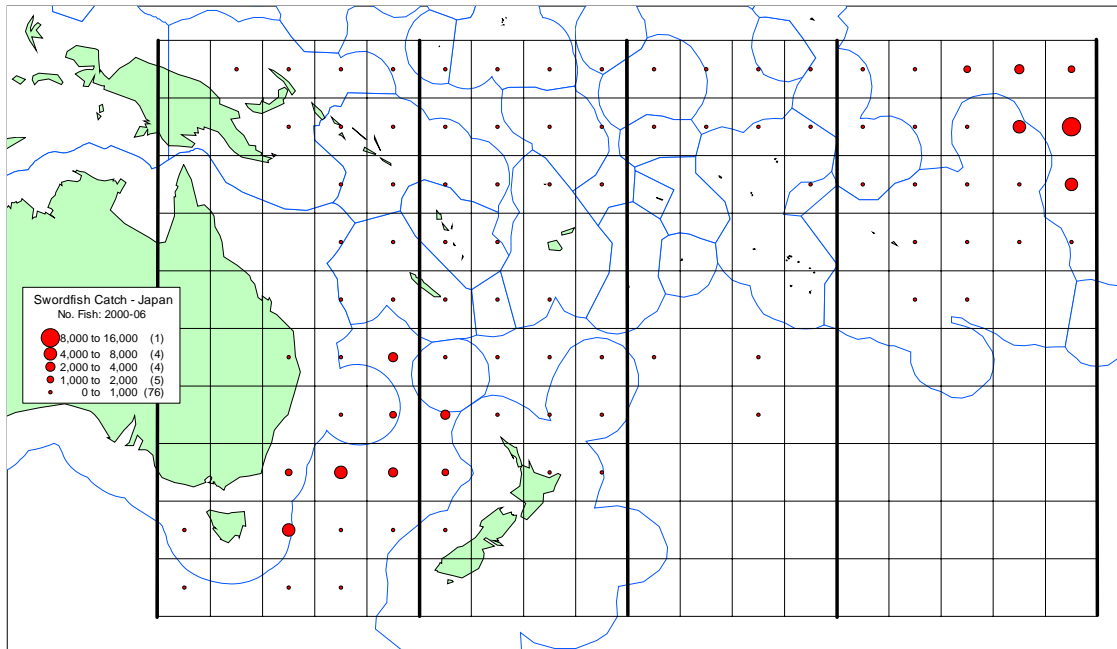 Swordfish Catch - Japan
No. Fish: 2000-06
8,000 to 16,000 (1)
4,000 to 8,000 (4)
2,000 to 4,000 (4)
1,000 to 2,000 (5)
0 to 1,000 (76)